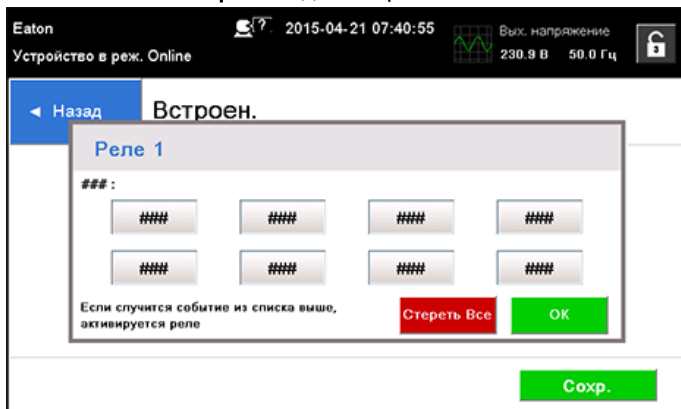 Eaton
2015-04-21 07:40:55
Вых. напряжение
Устройство в реж. Online
230.9 В 50.0 Гц
3
◄ Назад
Встроен.
Реле 1
### :
#### #### #### ####
#### #### #### ####
Если случится событие из списка выше,
активируется реле
Стереть Все
OK
Сохр.